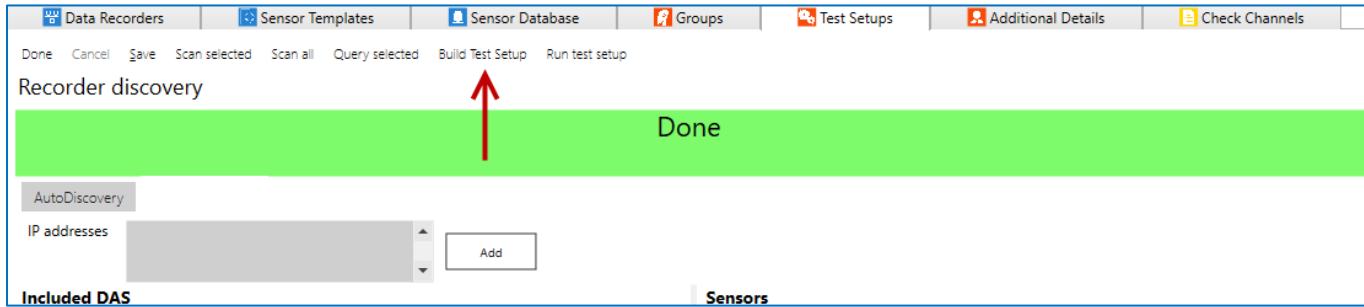 Data Recorders Sensor Templates Sensor Database Groups Test Setups Additional Details Check Channels
Done Cancel Save Scan selected Scan all Query selected Build Test Setup Run test setup
Recorder discovery
Done
AutoDiscovery
IP addresses Add
Included DAS Sensors